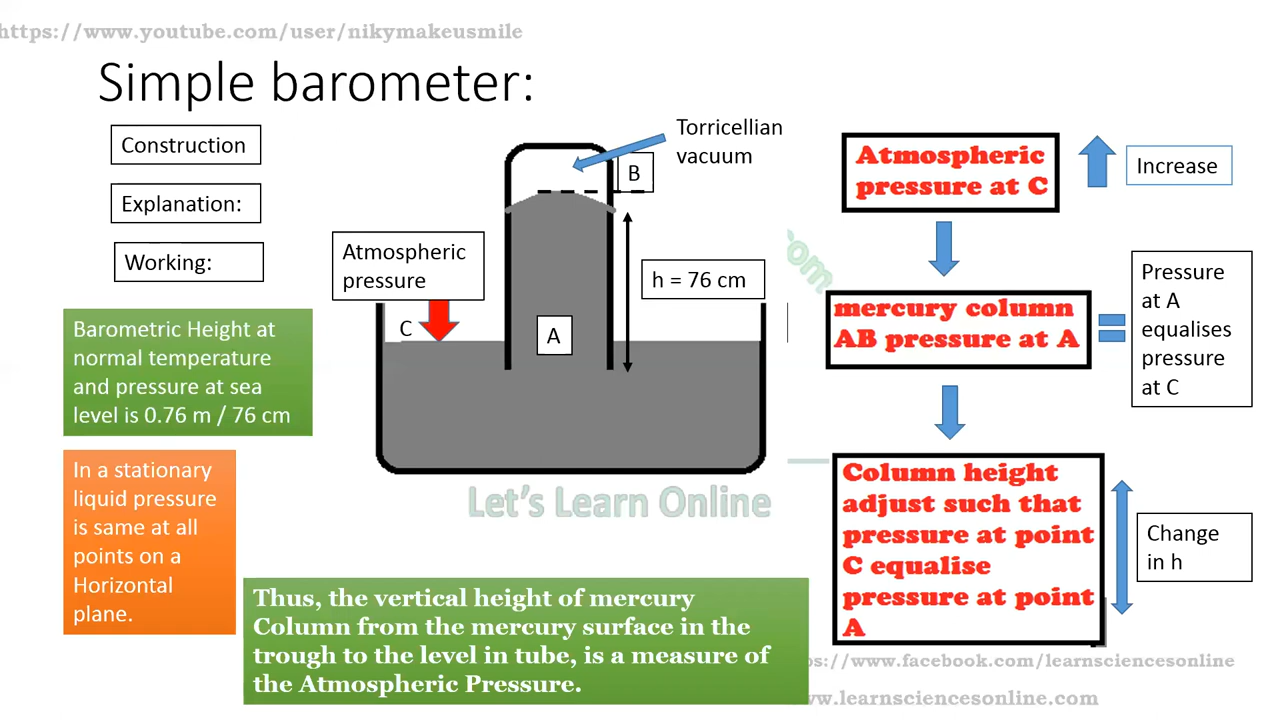 https://www.youtube.com/user/nikymakeusmile
Simple barometer:
Construction
Explanation:
Working:
Barometric Height at
normal temperature
and pressure at sea
level is 0.76 m / 76 cm
In a stationary
liquid pressure
is same at all
points on a
Horizontal
plane.
Torricellian
vacuum
B
Atmospheric
pressure
h = 76 cm
C
A
.com
Let's Learn Online
Thus, the vertical height of mercury
Column from the mercury surface in the
trough to the level in tube, is a measure of
the Atmospheric Pressure.
Atmospheric
pressure at C
Increase
mercury column
AB pressure at A
Pressure
at A
equalises
pressure
at C
Column height
adjust such that
pressure at point
C equalise
pressure at point
A
Change
in h
ps://www.facebook.com/learnsciencesonline
www.learnsciencesonline.com